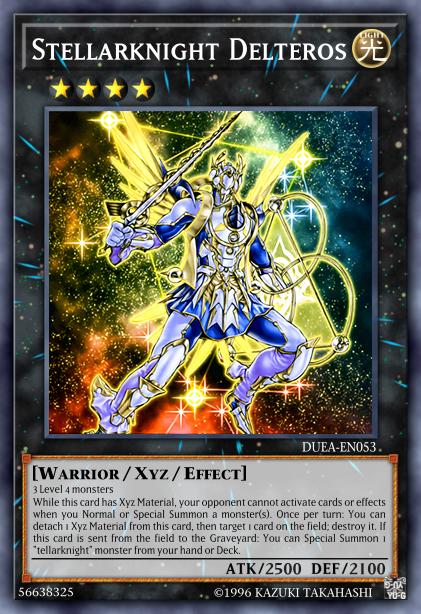 STELLARKNIGHT DELTEROS
LIGHT
光
DUEA-EN053
[WARRIOR / XYZ / EFFECT]
3 Level 4 monsters
While this card has Xyz Material, your opponent cannot activate cards or effects
when you Normal or Special Summon a monster(s). Once per turn: You can
detach 1 Xyz Material from this card, then target 1 card on the field; destroy it. If
this card is sent from the field to the Graveyard: You can Special Summon 1
"tellarknight" monster from your hand or Deck.
ATK/2500 DEF/2100
56638325
©1996 KAZUKI TAKAHASHI